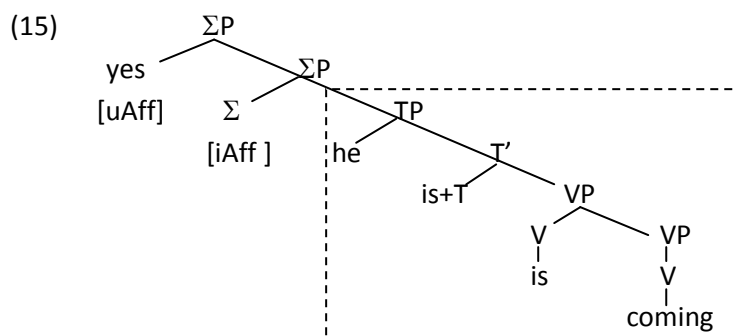 (15) ΣP
yes ΣP
[uAff] Σ TP
[iAff ] he T’
is+T VP
V VP
is V
coming